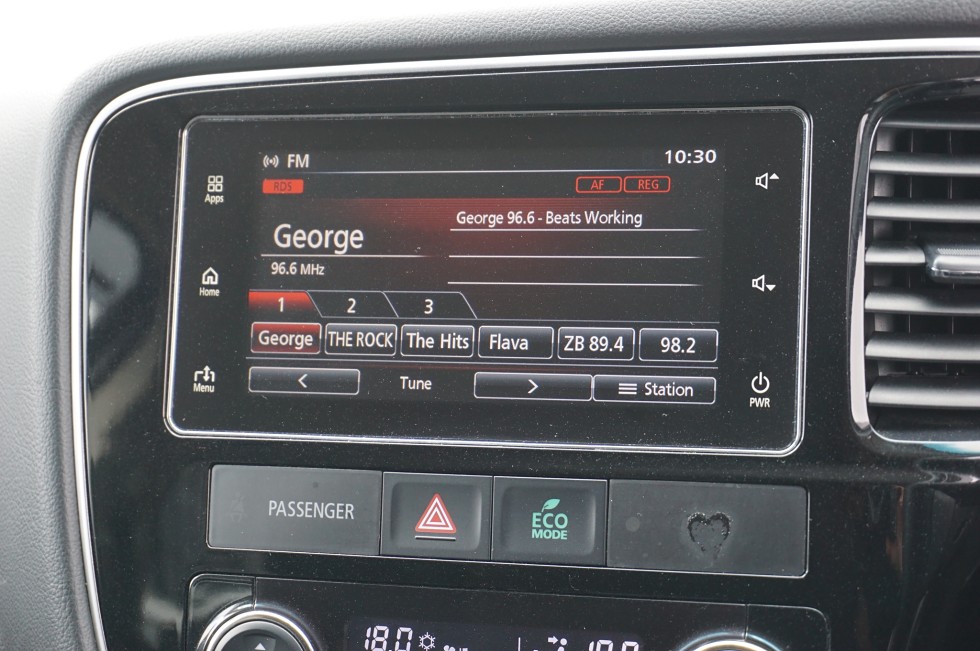 FM
10:30
RDS
AF REG
Apps
George 96.6 - Beats Working
George
96.6 MHz
Home
1 2 3
George THE ROCK The Hits Flava ZB 89.4 98.2
Menu
< Tune > Station
PWR
PASSENGER
ECO
MODE
18.0